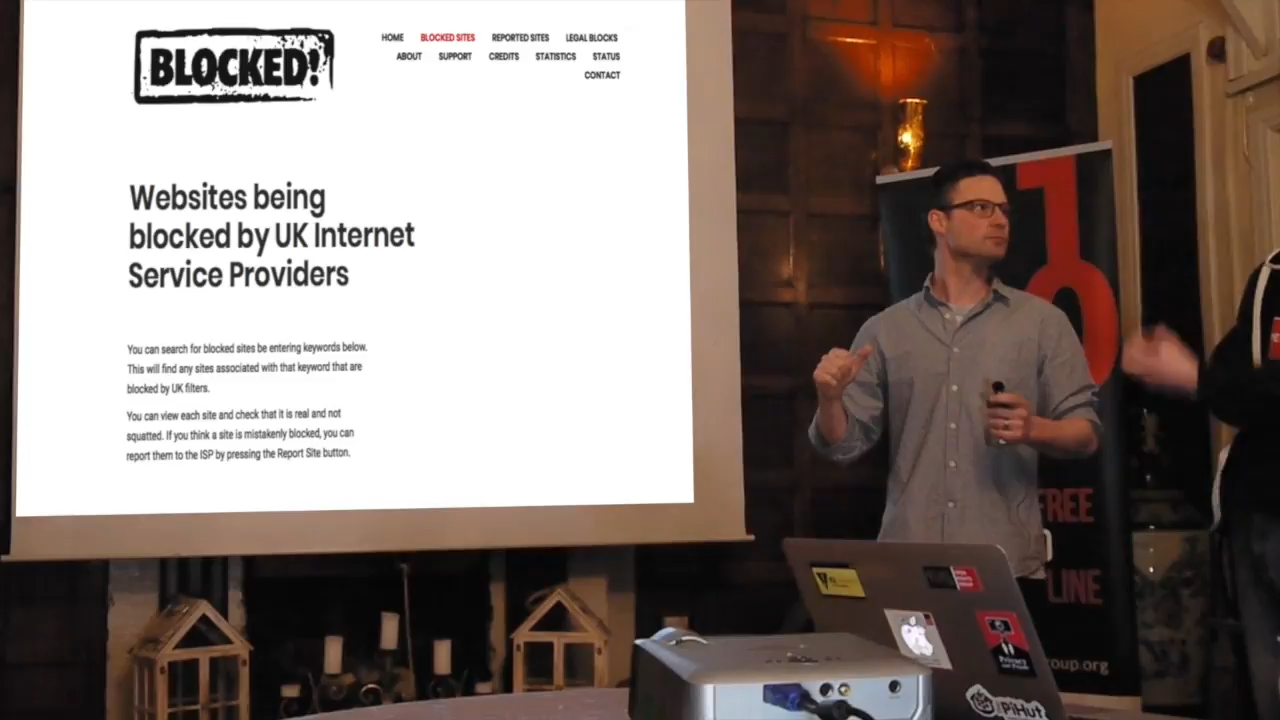 BLOCKED!
HOME BLOCKED SITES REPORTED SITES LEGAL BLOCKS
ABOUT SUPPORT CREDITS STATISTICS STATUS
CONTACT
Websites being
blocked by UK Internet
Service Providers
You can search for blocked sites be entering keywords below.
This will find any sites associated with that keyword that are
blocked by UK filters.
You can view each site and check that it is real and not
squatted. If you think a site is mistakenly blocked, you can
report them to the ISP by pressing the Report Site button.
FREE
LINE
roup.org
Privacy
PiHut